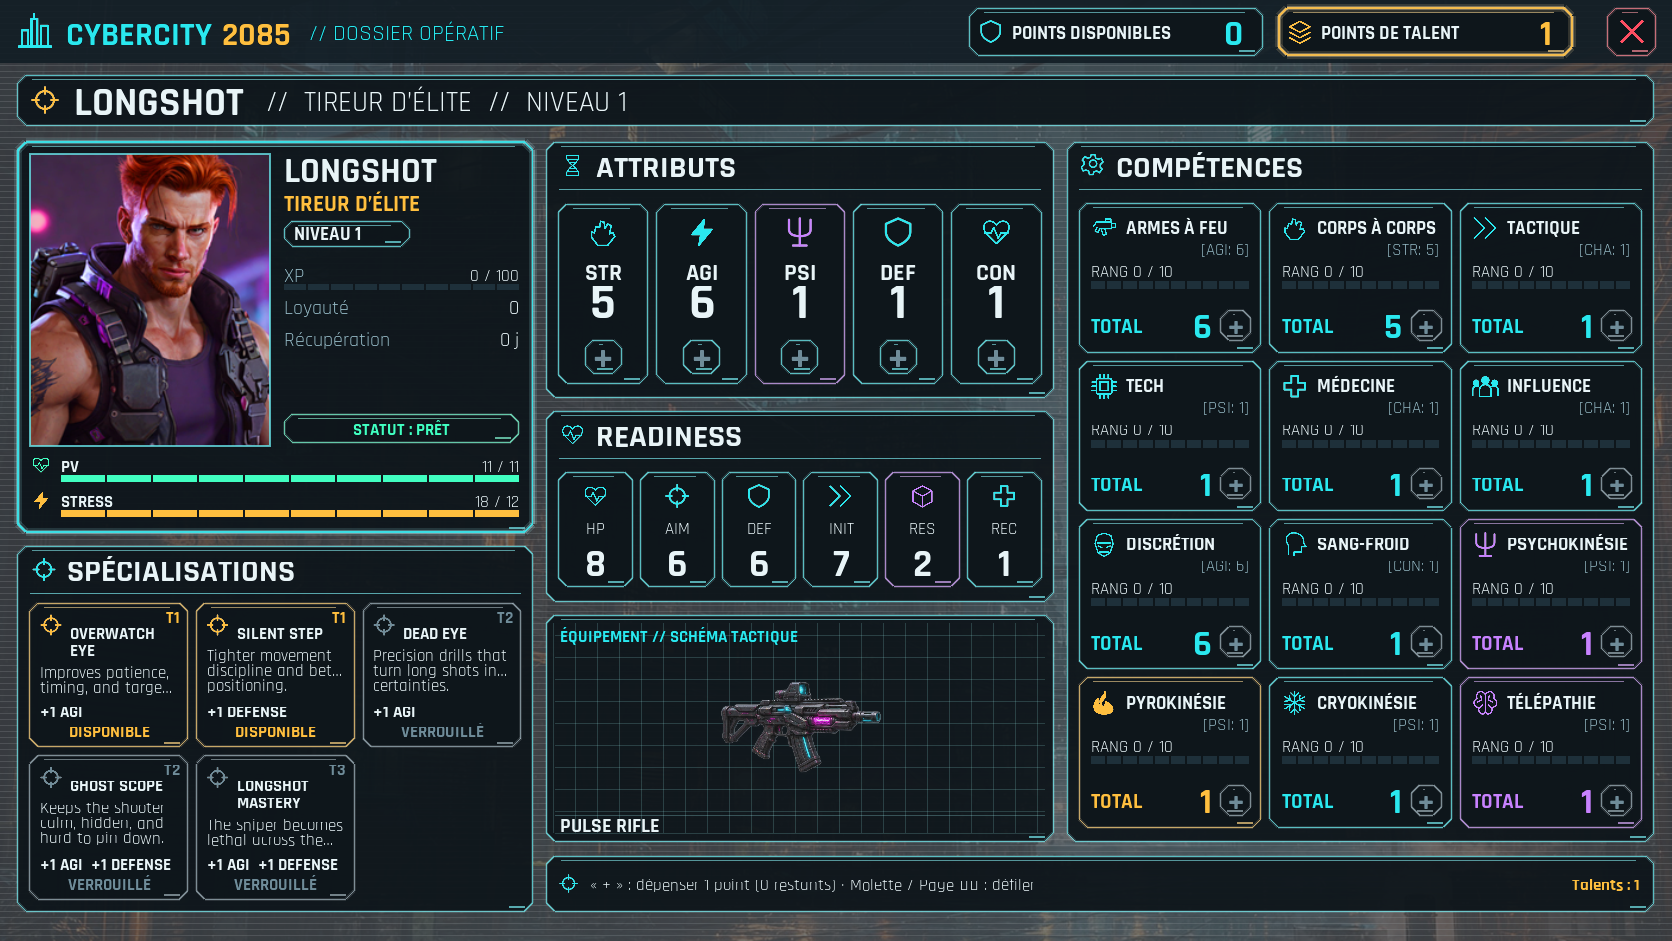 CYBERCITY 2085 // DOSSIER OPÉRATIF
POINTS DISPONIBLES 0
POINTS DE TALENT 1
LONGSHOT // TIREUR D'ÉLITE // NIVEAU 1
LONGSHOT
TIREUR D'ÉLITE
NIVEAU 1
XP 0 / 100
Loyauté 0
Récupération 0 j
STATUT : PRÊT
PV 11 / 11
STRESS 18 / 12
SPÉCIALISATIONS
T1
OVERWATCH
EYE
Improves patience,
timing, and targe...
+1 AGI
DISPONIBLE
T1
SILENT STEP
Tighter movement
discipline and bet...
positioning.
+1 DEFENSE
DISPONIBLE
T2
DEAD EYE
Precision drills that
turn long shots in...
certainties.
+1 AGI
VERROUILLÉ
T2
GHOST SCOPE
Keeps the shooter
calm, hidden, and
hard to pin down.
+1 AGI +1 DEFENSE
VERROUILLÉ
T3
LONGSHOT
MASTERY
The sniper becomes
lethal across the...
+1 AGI +1 DEFENSE
VERROUILLÉ
ATTRIBUTS
STR
5
AGI
6
PSI
1
DEF
1
CON
1
READINESS
HP
8
AIM
6
DEF
6
INIT
7
RES
2
REC
1
ÉQUIPEMENT // SCHÉMA TACTIQUE
PULSE RIFLE
COMPÉTENCES
ARMES À FEU
[AGI: 6]
RANG 0 / 10
TOTAL 6
CORPS À CORPS
[STR: 5]
RANG 0 / 10
TOTAL 5
TACTIQUE
[CHA: 1]
RANG 0 / 10
TOTAL 1
TECH
[PSI: 1]
RANG 0 / 10
TOTAL 1
MÉDECINE
[CHA: 1]
RANG 0 / 10
TOTAL 1
INFLUENCE
[CHA: 1]
RANG 0 / 10
TOTAL 1
DISCRÉTION
[AGI: 6]
RANG 0 / 10
TOTAL 6
SANG-FROID
[CON: 1]
RANG 0 / 10
TOTAL 1
PSYCHOKINÉSIE
[PSI: 1]
RANG 0 / 10
TOTAL 1
PYROKINÉSIE
[PSI: 1]
RANG 0 / 10
TOTAL 1
CRYOKINÉSIE
[PSI: 1]
RANG 0 / 10
TOTAL 1
TÉLÉPATHIE
[PSI: 1]
RANG 0 / 10
TOTAL 1
« + » : dépenser 1 point (0 restants) · Molette / Page UD : défiler
Talents : 1